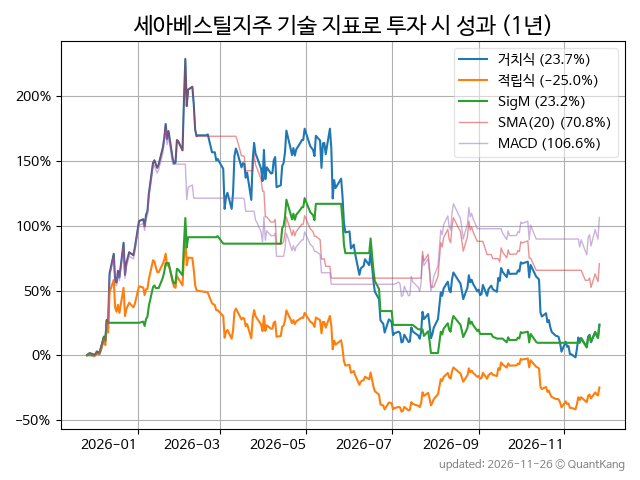 세아베스틸지주 기술 지표로 투자 시 성과 (1년)
거치식 (23.7%)
적립식 (−25.0%)
SigM (23.2%)
SMA(20) (70.8%)
MACD (106.6%)
200%
150%
100%
50%
0%
−50%
2026-01 2026-03 2026-05 2026-07 2026-09 2026-11
updated: 2026-11-26 © QuantKang